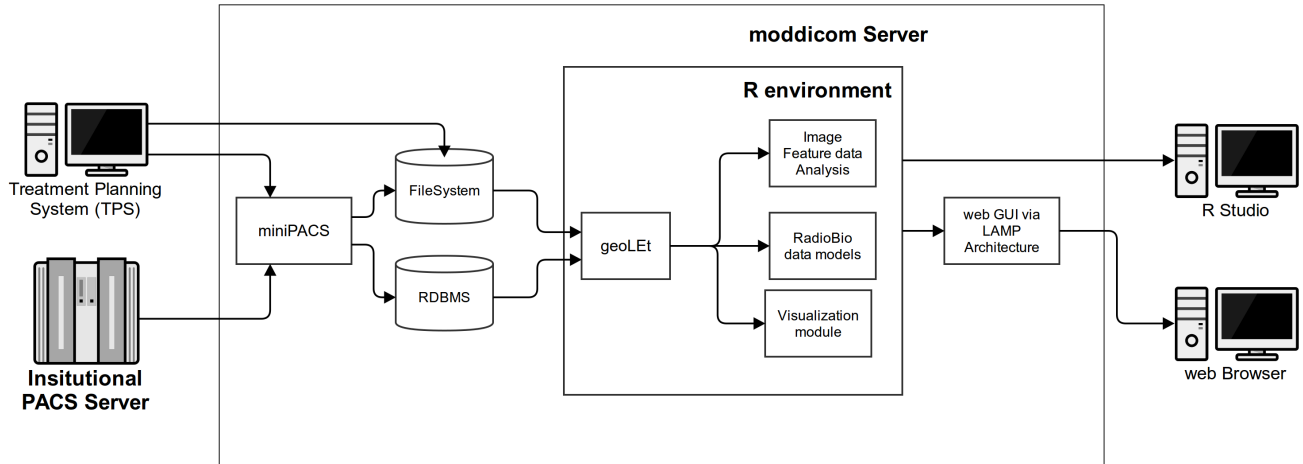 moddicom Server
R environment
Treatment Planning
System (TPS)
Insitutional
PACS Server
miniPACS
FileSystem
RDBMS
geoLEt
Image
Feature data
Analysis
RadioBio
data models
Visualization
module
web GUI via
LAMP
Architecture
R Studio
web Browser